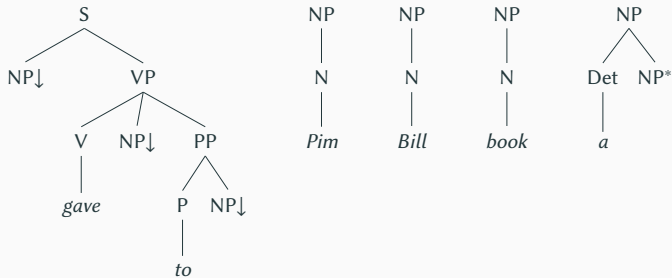 S NP NP NP NP
NP↓ VP N N N Det NP*
V NP↓ PP Pim Bill book a
gave P NP↓
to